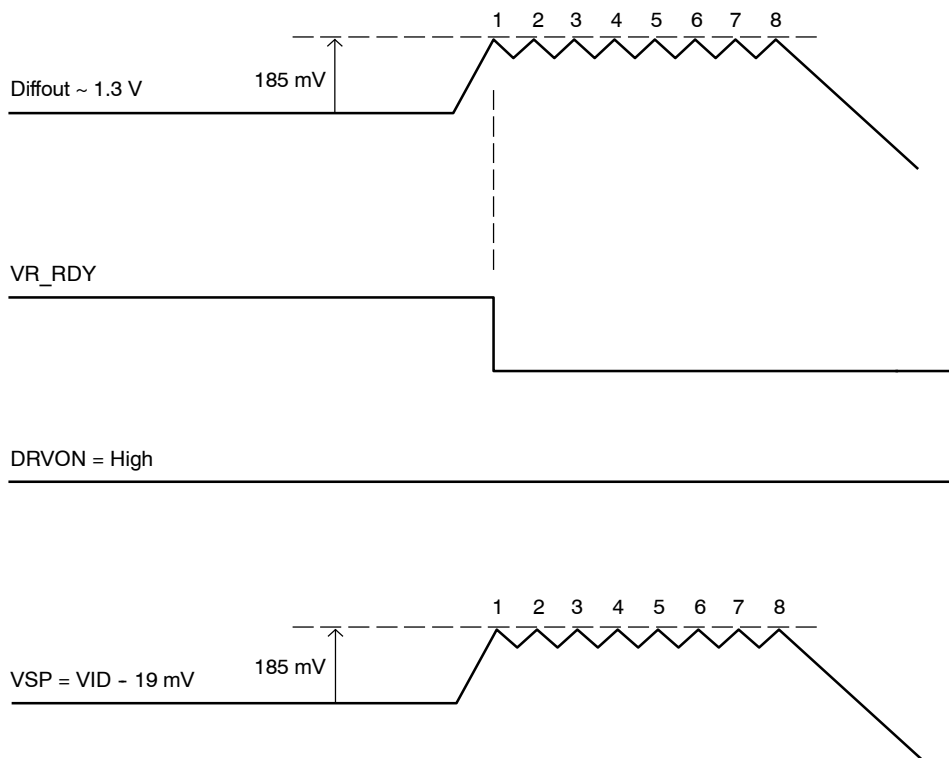 1 2 3 4 5 6 7 8
185 mV
Diffout ~ 1.3 V
VR_RDY
DRVON = High
1 2 3 4 5 6 7 8
185 mV
VSP = VID - 19 mV